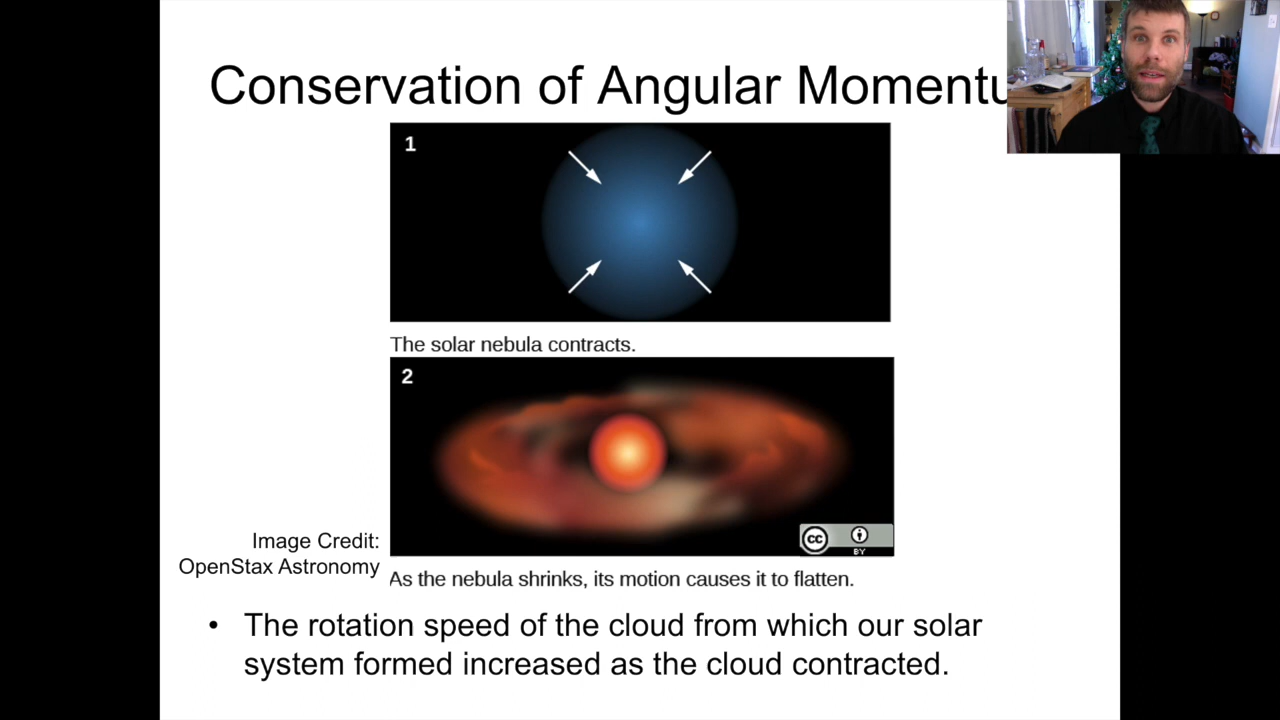 Conservation of Angular Momentu
1
The solar nebula contracts.
2
cc
BY
Image Credit:
OpenStax Astronomy
As the nebula shrinks, its motion causes it to flatten.
• The rotation speed of the cloud from which our solar
system formed increased as the cloud contracted.